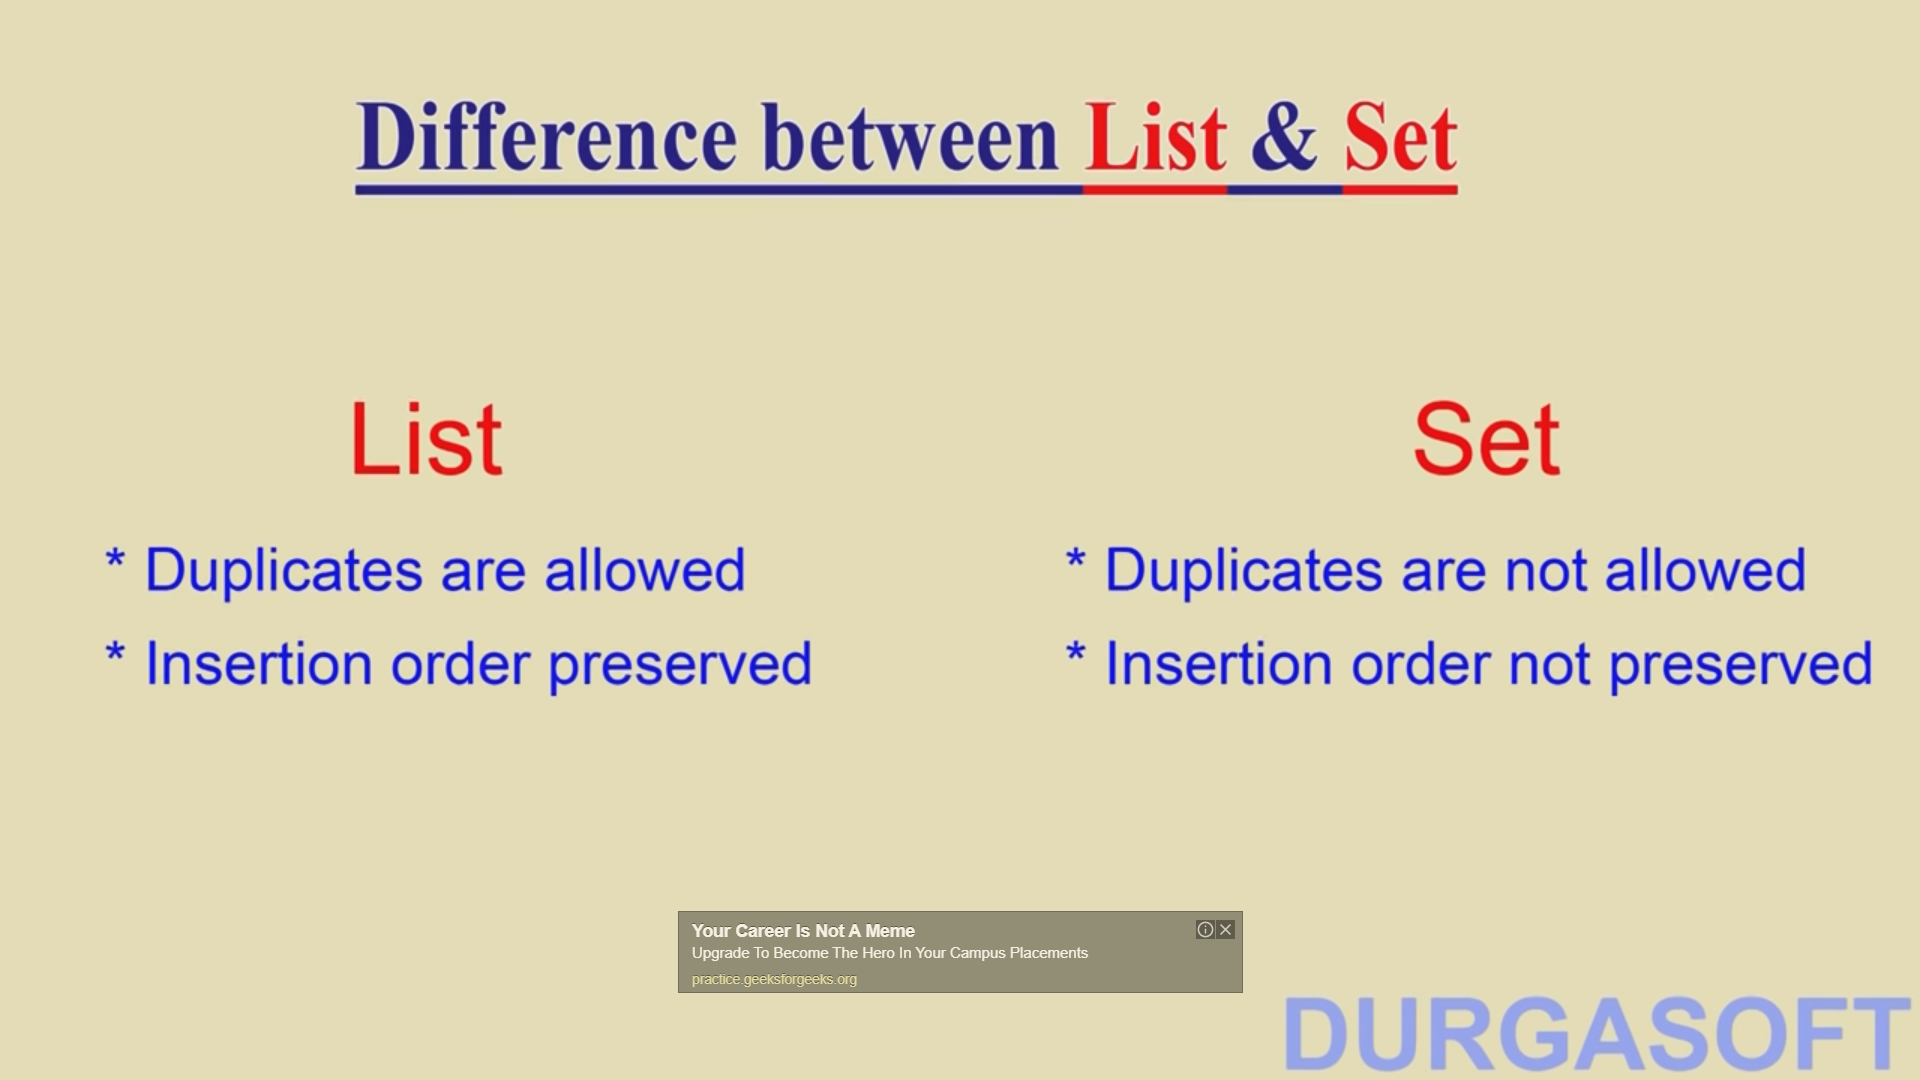 Difference between List & Set
List
* Duplicates are allowed
* Insertion order preserved
Set
* Duplicates are not allowed
* Insertion order not preserved
Your Career Is Not A Meme
Upgrade To Become The Hero In Your Campus Placements
practice.geeksforgeeks.org
DURGASOFT